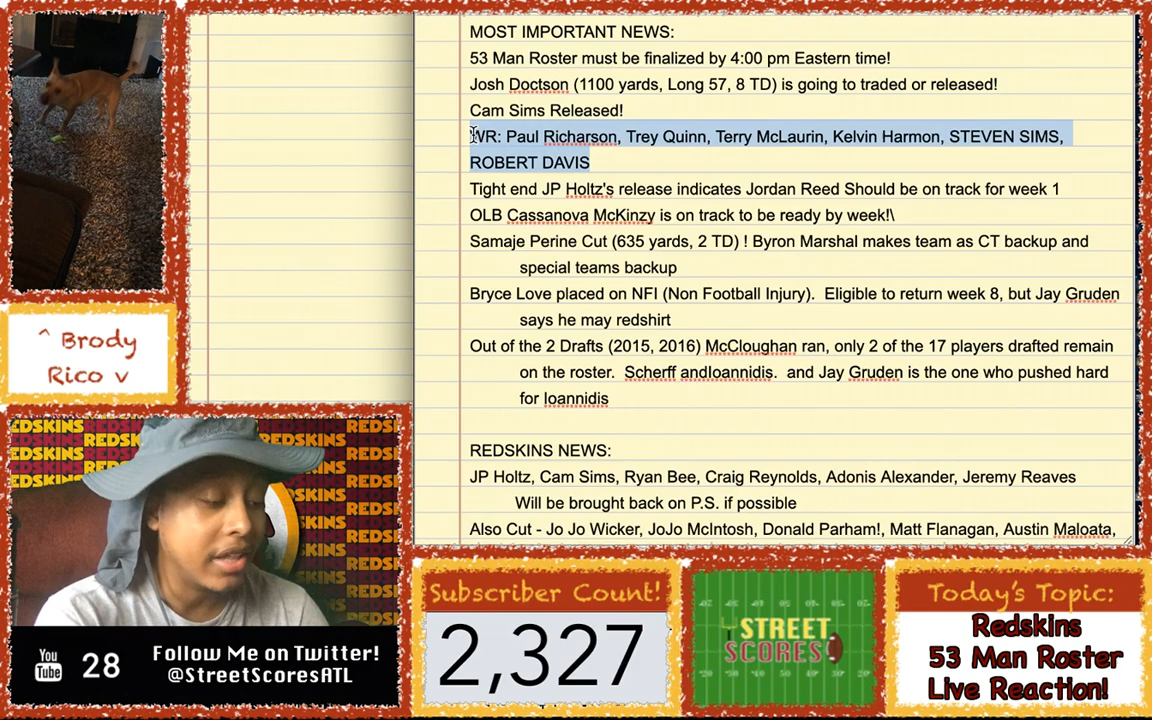 MOST IMPORTANT NEWS:
53 Man Roster must be finalized by 4:00 pm Eastern time!
Josh Doctson (1100 yards, Long 57, 8 TD) is going to traded or released!
Cam Sims Released!
WR: Paul Richarson, Trey Quinn, Terry McLaurin, Kelvin Harmon, STEVEN SIMS,
ROBERT DAVIS
Tight end JP Holtz's release indicates Jordan Reed Should be on track for week 1
OLB Cassanova McKinzy is on track to be ready by week!\
Samaje Perine Cut (635 yards, 2 TD) ! Byron Marshal makes team as CT backup and
special teams backup
Bryce Love placed on NFI (Non Football Injury).  Eligible to return week 8, but Jay Gruden
says he may redshirt
Out of the 2 Drafts (2015, 2016) McCloughan ran, only 2 of the 17 players drafted remain
on the roster.  Scherff andIoannidis.  and Jay Gruden is the one who pushed hard
for Ioannidis
REDSKINS NEWS:
JP Holtz, Cam Sims, Ryan Bee, Craig Reynolds, Adonis Alexander, Jeremy Reaves
Will be brought back on P.S. if possible
Also Cut - Jo Jo Wicker, JoJo McIntosh, Donald Parham!, Matt Flanagan, Austin Maloata,
^ Brody
Rico v
EDSKINS REDSKINS REDS
REDSKINS
You
Tube
28
Follow Me on Twitter!
@StreetScoresATL
Subscriber Count!
2,327
STREET
SCORES
Today's Topic:
Redskins
53 Man Roster
Live Reaction!